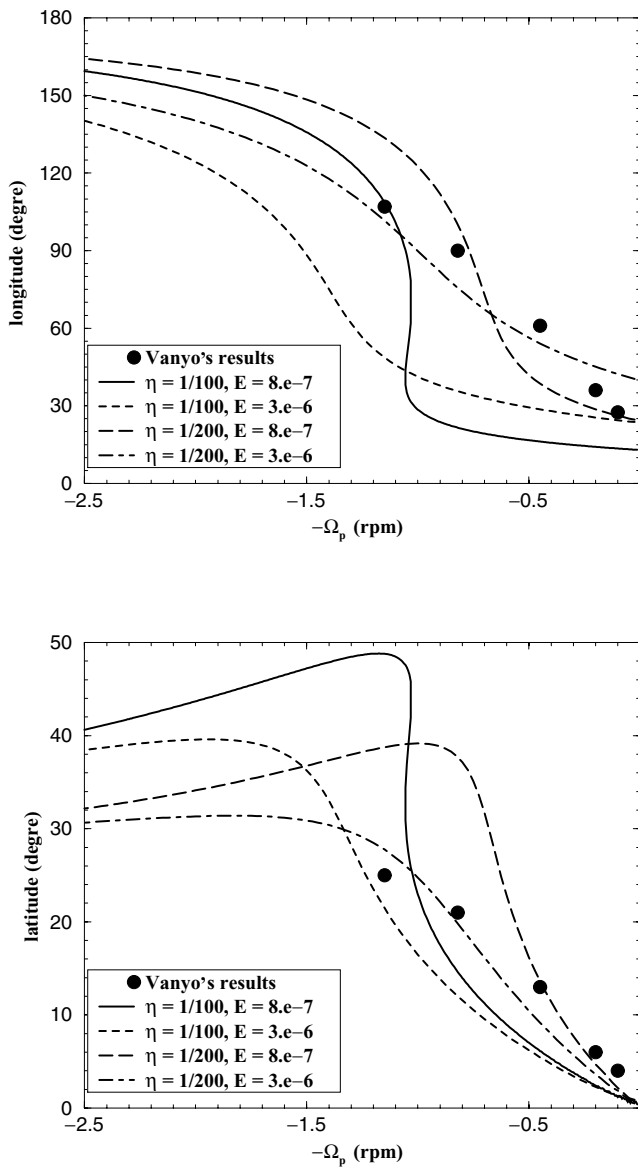 180
150
120
90
60
30
0
longitude (degre)
● Vanyo's results
η = 1/100, E = 8.e−7
η = 1/100, E = 3.e−6
η = 1/200, E = 8.e−7
η = 1/200, E = 3.e−6
−2.5 −1.5 −0.5
−Ωp (rpm)
50
40
30
20
10
0
latitude (degre)
● Vanyo's results
η = 1/100, E = 8.e−7
η = 1/100, E = 3.e−6
η = 1/200, E = 8.e−7
η = 1/200, E = 3.e−6
−2.5 −1.5 −0.5
−Ωp (rpm)